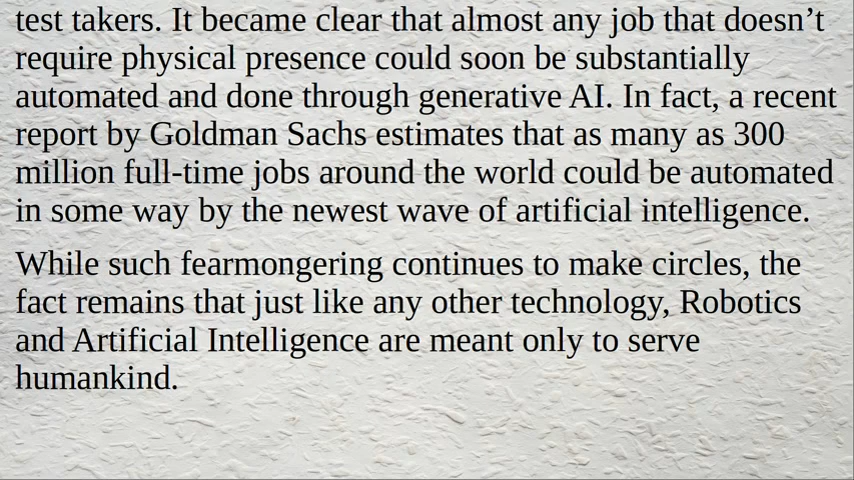 test takers. It became clear that almost any job that doesn’t
require physical presence could soon be substantially
automated and done through generative AI. In fact, a recent
report by Goldman Sachs estimates that as many as 300
million full-time jobs around the world could be automated
in some way by the newest wave of artificial intelligence.
While such fearmongering continues to make circles, the
fact remains that just like any other technology, Robotics
and Artificial Intelligence are meant only to serve
humankind.